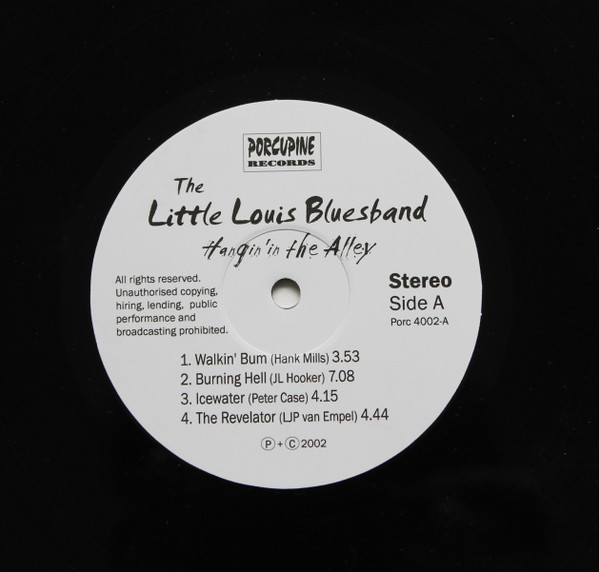 PORCUPINE
RECORDS
The
Little Louis Bluesband
Hangin' in the Alley
All rights reserved.
Unauthorised copying,
hiring, lending, public
performance and
broadcasting prohibited.
Stereo
Side A
Porc 4002-A
1. Walkin' Bum (Hank Mills) 3.53
2. Burning Hell (JL Hooker) 7.08
3. Icewater (Peter Case) 4.15
4. The Revelator (LJP van Empel) 4.44
Ⓟ+Ⓒ2002